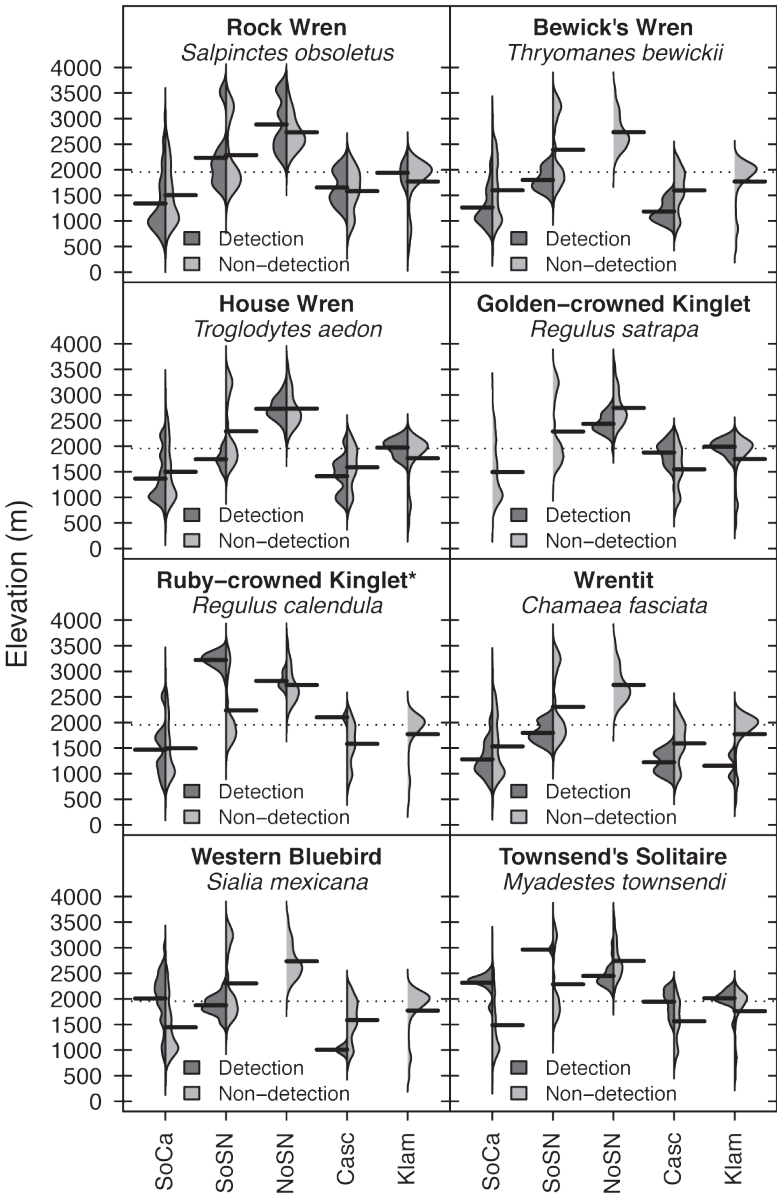 Elevation (m)
Rock Wren
Salpinctes obsoletus
4000
3500
3000
2500
2000
1500
1000
500
0
Detection
Non−detection
Bewick's Wren
Thryomanes bewickii
Detection
Non−detection
House Wren
Troglodytes aedon
4000
3500
3000
2500
2000
1500
1000
500
0
Detection
Non−detection
Golden−crowned Kinglet
Regulus satrapa
Detection
Non−detection
Ruby−crowned Kinglet*
Regulus calendula
4000
3500
3000
2500
2000
1500
1000
500
0
Detection
Non−detection
Wrentit
Chamaea fasciata
Detection
Non−detection
Western Bluebird
Sialia mexicana
4000
3500
3000
2500
2000
1500
1000
500
0
Detection
Non−detection
Townsend's Solitaire
Myadestes townsendi
Detection
Non−detection
SoCa
SoSN
NoSN
Casc
Klam
SoCa
SoSN
NoSN
Casc
Klam